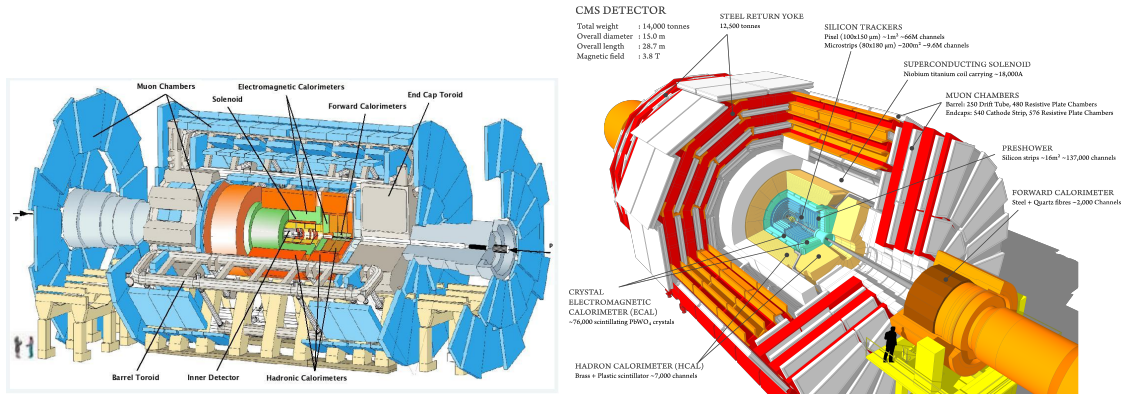 Muon Chambers
Electromagnetic Calorimeters
Solenoid
Forward Calorimeters
End Cap Toroid
P
P
Barrel Toroid
Inner Detector
Hadronic Calorimeters
CMS DETECTOR
Total weight : 14,000 tonnes
Overall diameter : 15.0 m
Overall length : 28.7 m
Magnetic field : 3.8 T
STEEL RETURN YOKE
12,500 tonnes
SILICON TRACKERS
Pixel (100x150 μm) ~1m² ~66M channels
Microstrips (80x180 μm) ~200m² ~9.6M channels
SUPERCONDUCTING SOLENOID
Niobium titanium coil carrying ~18,000A
MUON CHAMBERS
Barrel: 250 Drift Tube, 480 Resistive Plate Chambers
Endcaps: 540 Cathode Strip, 576 Resistive Plate Chambers
PRESHOWER
Silicon strips ~16m² ~137,000 channels
FORWARD CALORIMETER
Steel + Quartz fibres ~2,000 Channels
CRYSTAL
ELECTROMAGNETIC
CALORIMETER (ECAL)
~76,000 scintillating PbWO₄ crystals
HADRON CALORIMETER (HCAL)
Brass + Plastic scintillator ~7,000 channels